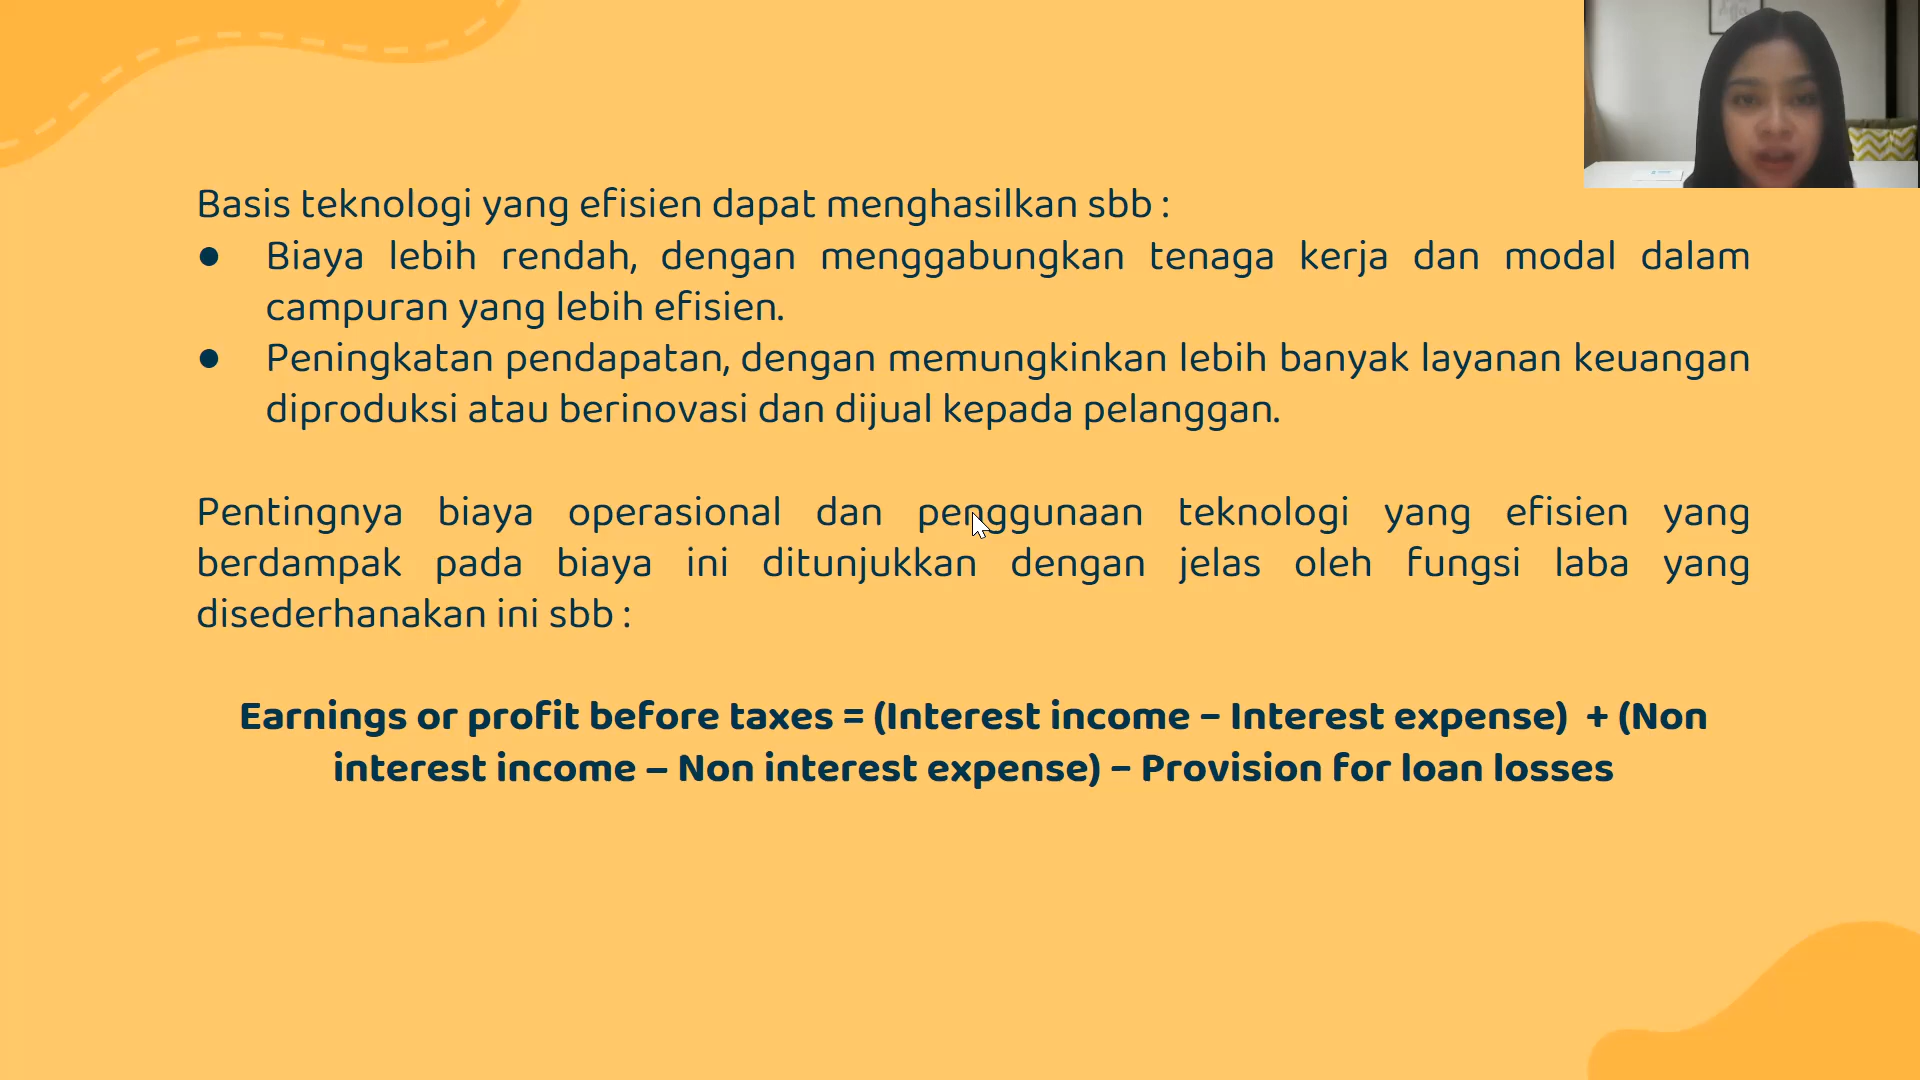 Basis teknologi yang efisien dapat menghasilkan sbb :
● Biaya lebih rendah, dengan menggabungkan tenaga kerja dan modal dalam
campuran yang lebih efisien.
● Peningkatan pendapatan, dengan memungkinkan lebih banyak layanan keuangan
diproduksi atau berinovasi dan dijual kepada pelanggan.
Pentingnya biaya operasional dan penggunaan teknologi yang efisien yang
berdampak pada biaya ini ditunjukkan dengan jelas oleh fungsi laba yang
disederhanakan ini sbb :
Earnings or profit before taxes = (Interest income – Interest expense) + (Non
interest income – Non interest expense) – Provision for loan losses